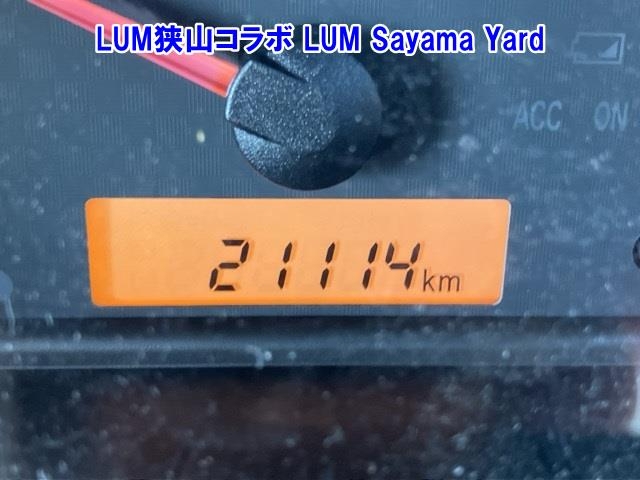 LUM狭山コラボ LUM Sayama Yard
ACC ON
21114km